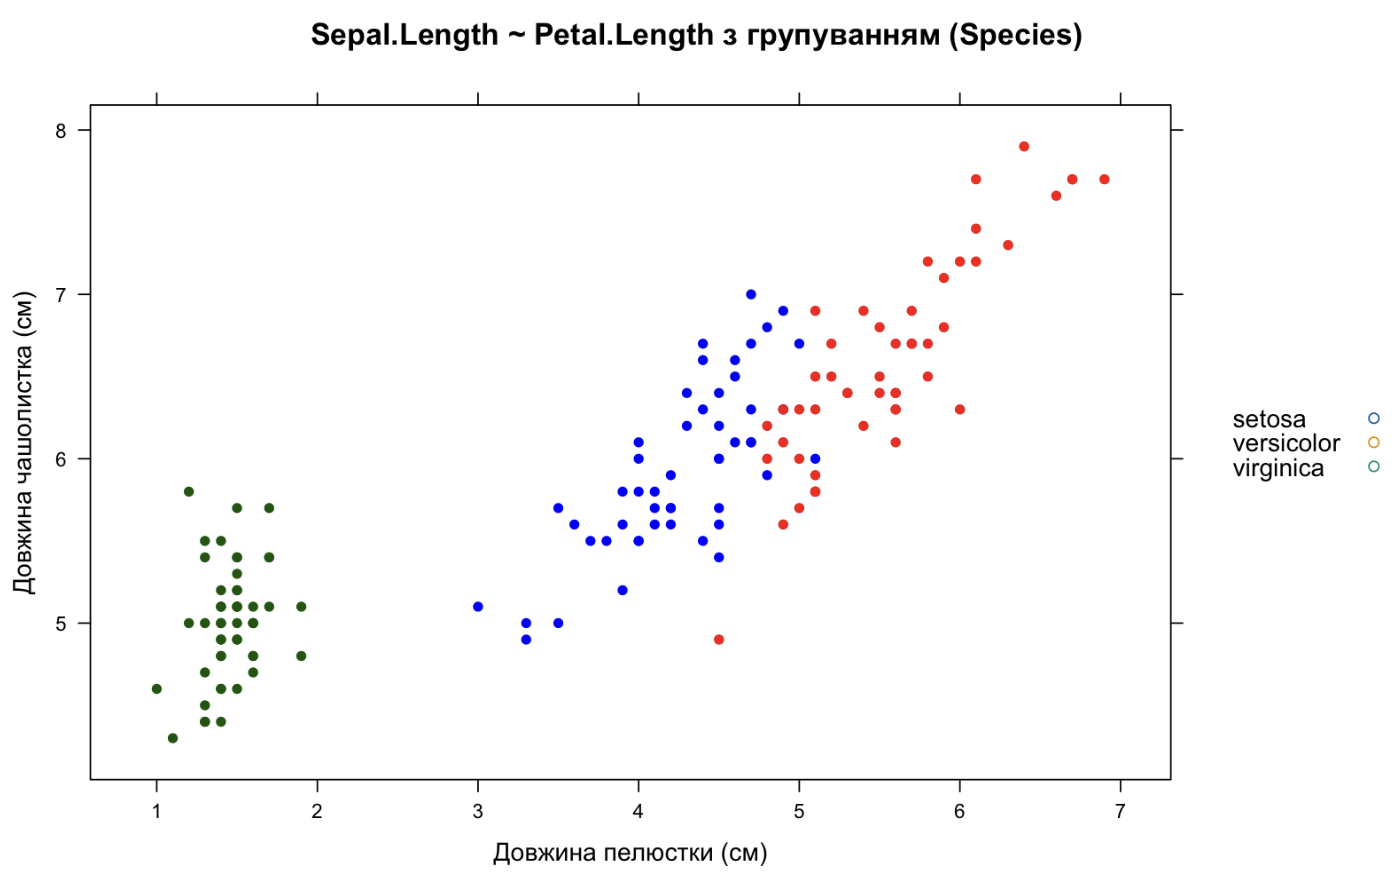 Sepal.Length ~ Petal.Length з групуванням (Species)
8
7
6
5
Довжина чашолистка (см)
setosa
versicolor
virginica
1 2 3 4 5 6 7
Довжина пелюстки (см)